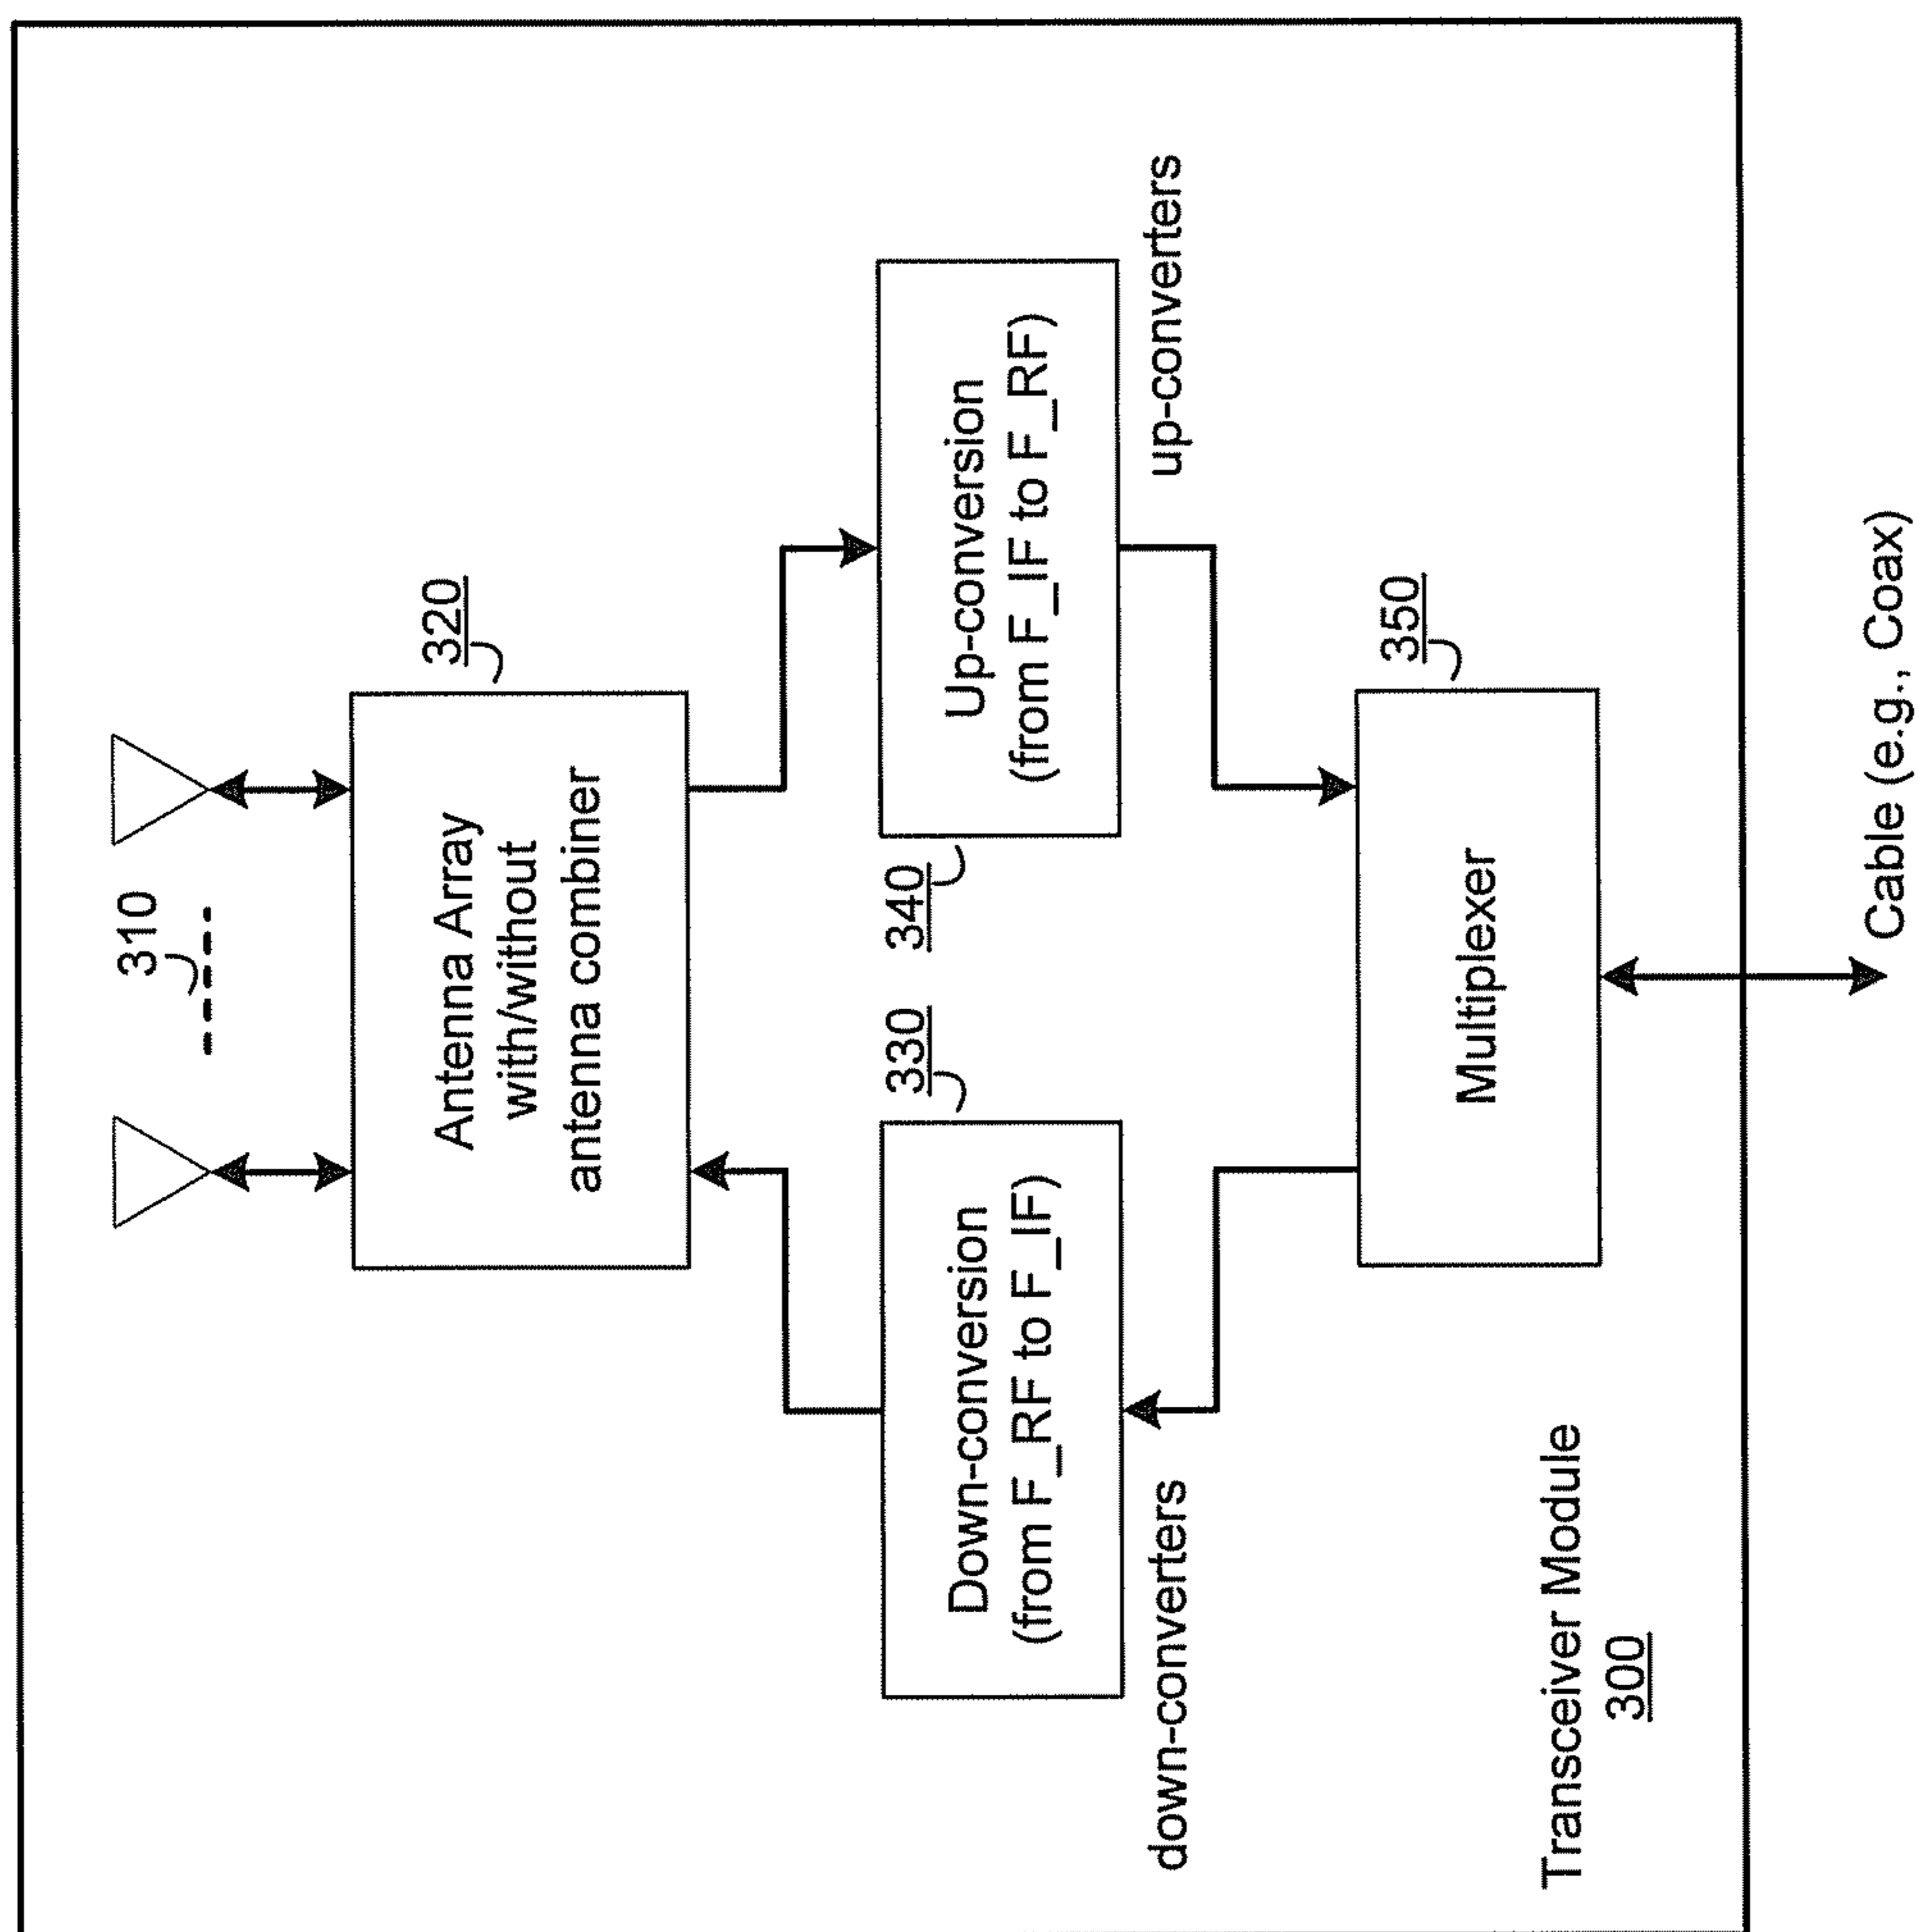 310
Antenna Array
with/without
antenna combiner
320
330
Down-conversion
(from F_RF to F_IF)
down-converters
340
Up-conversion
(from F_IF to F_RF)
up-converters
350
Multiplexer
Transceiver Module
300
Cable (e.g., Coax)